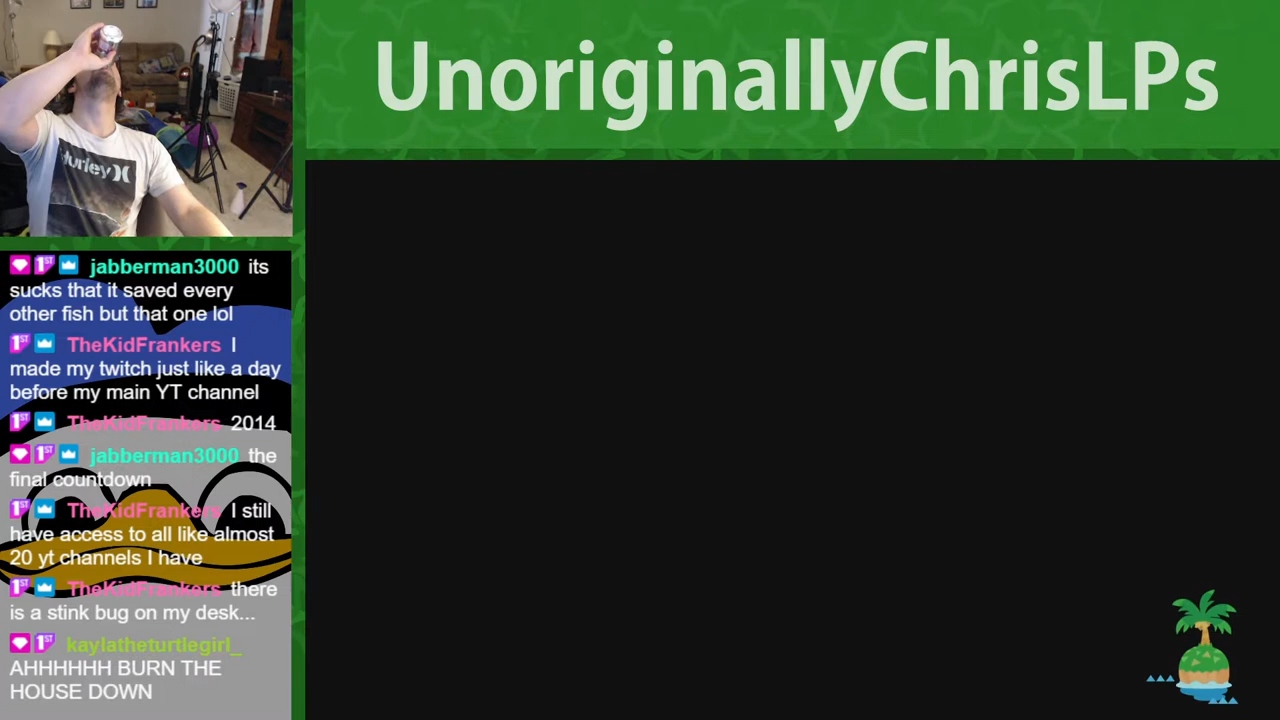 UnoriginallyChrisLPs
Hurley
jabberman3000 its
sucks that it saved every
other fish but that one lol
TheKidFrankers I
made my twitch just like a day
before my main YT channel
TheKidFrankers 2014
jabberman3000 the
final countdown
TheKidFrankers I still
have access to all like almost
20 yt channels I have
TheKidFrankers there
is a stink bug on my desk...
kaylatheturtlegirl_
AHHHHHH BURN THE
HOUSE DOWN